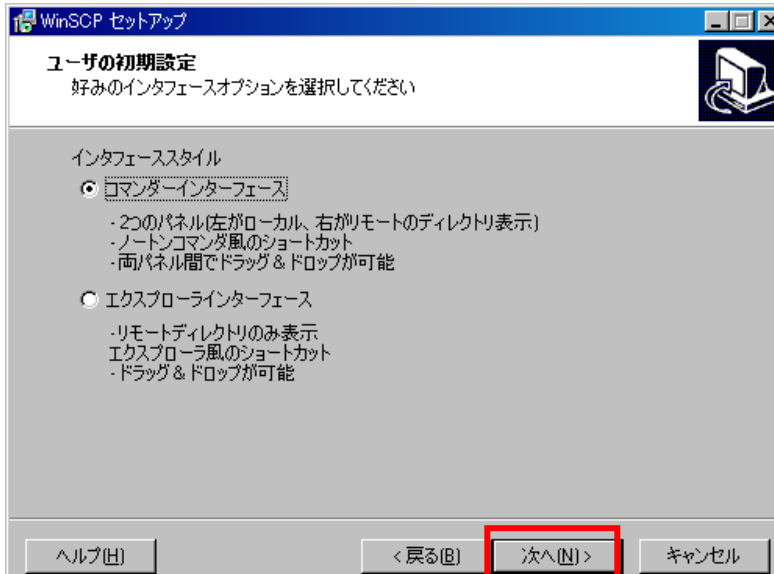 WinSCP セットアップ
ユーザの初期設定
好みのインタフェースオプションを選択してください
インタフェーススタイル
コマンダーインターフェース
・2つのパネル(左がローカル、右がリモートのディレクトリ表示)
・ノートンコマンダ風のショートカット
・両パネル間でドラッグ＆ドロップが可能
エクスプローラインターフェース
・リモートディレクトリのみ表示
エクスプローラ風のショートカット
・ドラッグ＆ドロップが可能
ヘルプ(H)
< 戻る(B)
次へ(N) >
キャンセル